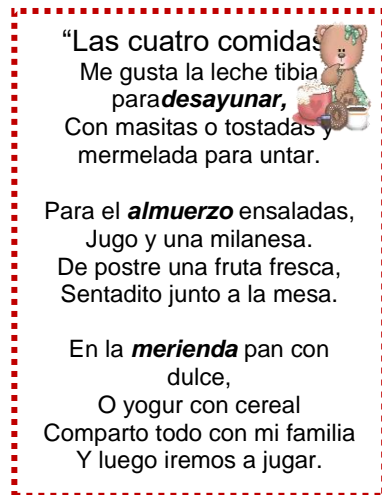 “Las cuatro comidas
Me gusta la leche tibia
paradesayunar,
Con masitas o tostadas y
mermelada para untar.
Para el almuerzo ensaladas,
Jugo y una milanesa.
De postre una fruta fresca,
Sentadito junto a la mesa.
En la merienda pan con
dulce,
O yogur con cereal
Comparto todo con mi familia
Y luego iremos a jugar.